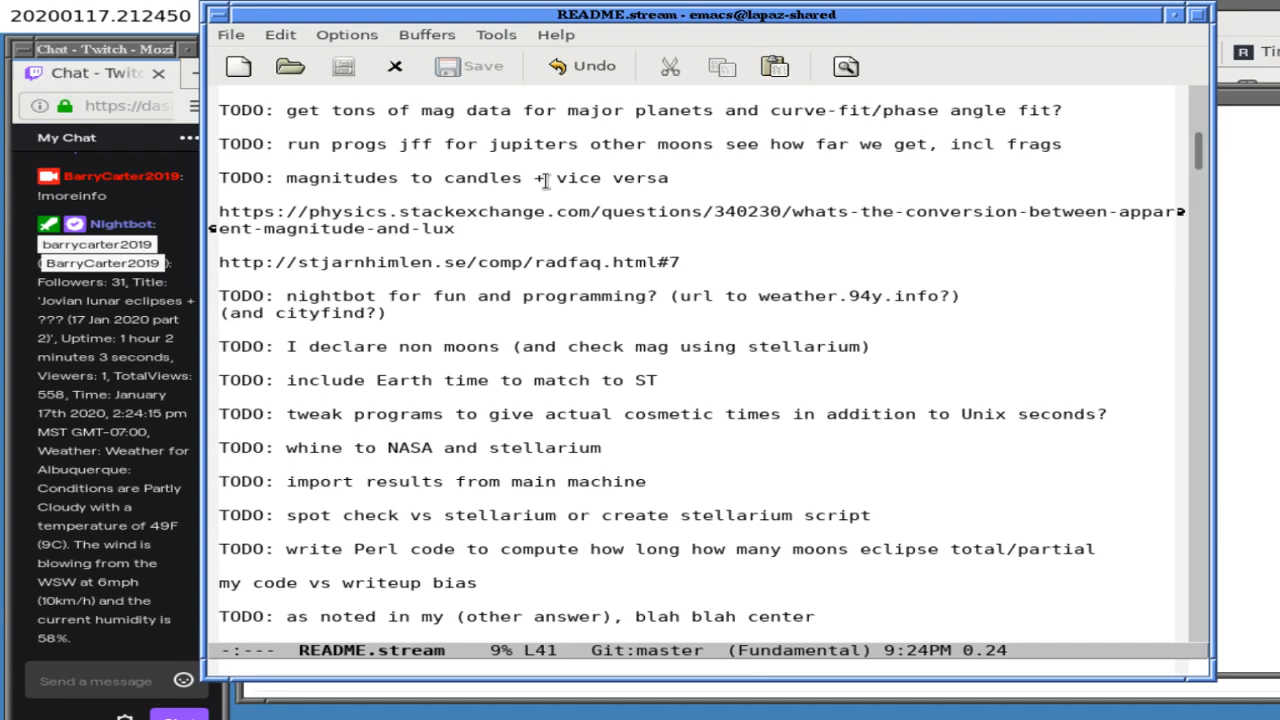 20200117.212450
README.stream - emacs@lapaz-shared
File Edit Options Buffers Tools Help
Save Undo
TODO: get tons of mag data for major planets and curve-fit/phase angle fit?
TODO: run progs jff for jupiters other moons see how far we get, incl frags
TODO: magnitudes to candles + vice versa
https://physics.stackexchange.com/questions/340230/whats-the-conversion-between-appar
ent-magnitude-and-lux
http://stjarnhimlen.se/comp/radfaq.html#7
TODO: nightbot for fun and programming? (url to weather.94y.info?)
(and cityfind?)
TODO: I declare non moons (and check mag using stellarium)
TODO: include Earth time to match to ST
TODO: tweak programs to give actual cosmetic times in addition to Unix seconds?
TODO: whine to NASA and stellarium
TODO: import results from main machine
TODO: spot check vs stellarium or create stellarium script
TODO: write Perl code to compute how long how many moons eclipse total/partial
my code vs writeup bias
TODO: as noted in my (other answer), blah blah center
-:--- README.stream 9% L41 Git:master (Fundamental) 9:24PM 0.24
Chat - Twitch - Mozi
Chat - Twitc
https://das
My Chat
BarryCarter2019:
!moreinfo
Nightbot:
barrycarter2019
(BarryCarter2019):
Followers: 31, Title:
'Jovian lunar eclipses +
??? (17 Jan 2020 part
2)', Uptime: 1 hour 2
minutes 3 seconds,
Viewers: 1, TotalViews:
558, Time: January
17th 2020, 2:24:15 pm
MST GMT-07:00,
Weather: Weather for
Albuquerque:
Conditions are Partly
Cloudy with a
temperature of 49F
(9C). The wind is
blowing from the
WSW at 6mph
(10km/h) and the
current humidity is
58%.
Send a message
R Ti